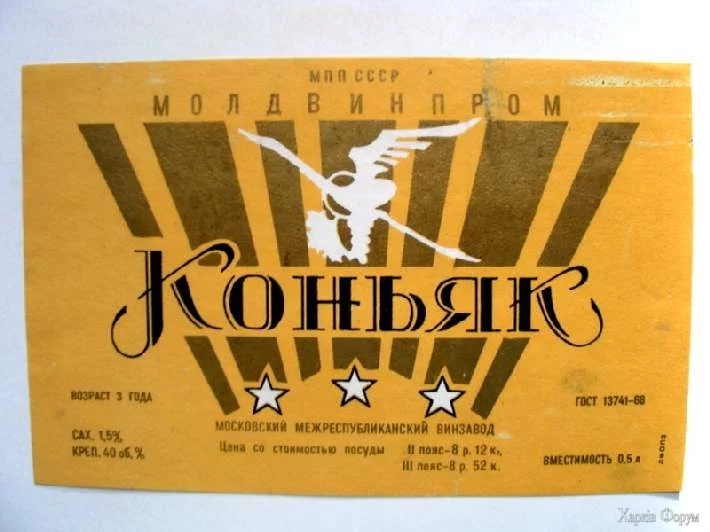 МПП СССР
МОЛДВИНПРОМ
КОНЬЯК
ВОЗРАСТ 3 ГОДА
ГОСТ 13741-68
МОСКОВСКИЙ МЕЖРЕСПУБЛИКАНСКИЙ ВИНЗАВОД
САХ. 1,5%
КРЕП. 40 об,%
Цена со стоимостью посуды
II пояс-8 р. 12 к,
III пояс-8 р. 52 к.
ВМЕСТИМОСТЬ 0,5 л
Харків Форум